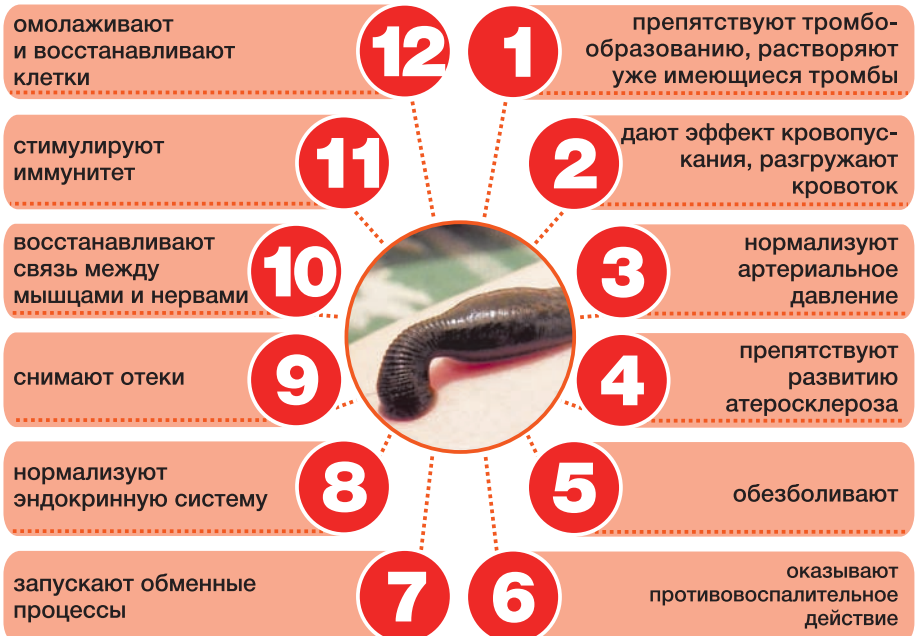 1
препятствуют тромбо-
образованию, растворяют
уже имеющиеся тромбы
2
дают эффект кровопус-
кания, разгружают
кровоток
3
нормализуют
артериальное
давление
4
препятствуют
развитию
атеросклероза
5
обезболивают
6
оказывают
противовоспалительное
действие
7
запускают обменные
процессы
8
нормализуют
эндокринную систему
9
снимают отеки
10
восстанавливают
связь между
мышцами и нервами
11
стимулируют
иммунитет
12
омолаживают
и восстанавливают
клетки